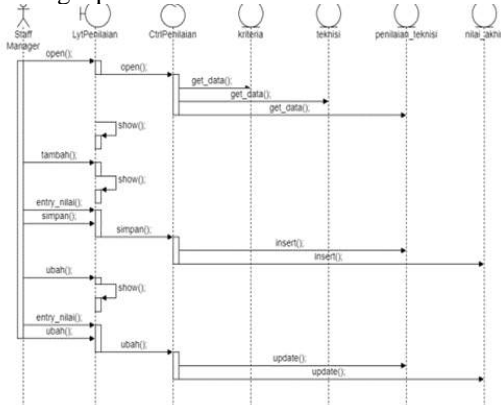 Staff
Manager
LytPenilaian
CtrlPenilaian
kriteria
teknisi
penilaian_teknisi
nilai_akhi
open();
open();
get_data();
get_data();
get_data();
show();
tambah();
show();
entry_nilai();
simpan();
simpan();
insert();
insert();
ubah();
show();
entry_nilai();
ubah();
ubah();
update();
update();